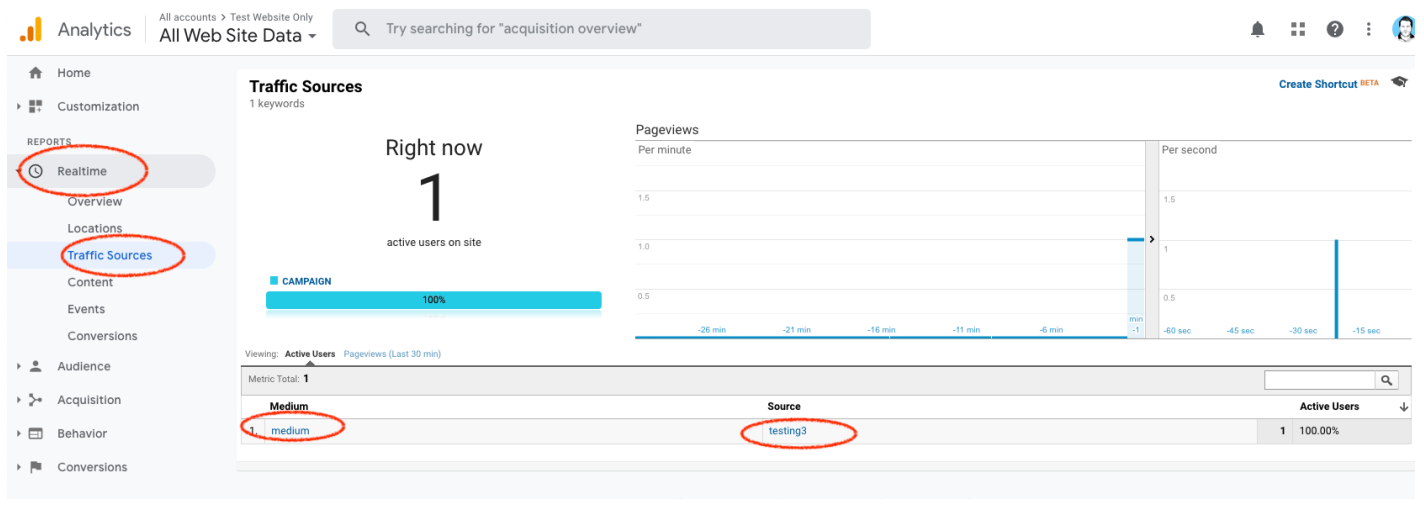 Analytics
All accounts > Test Website Only
All Web Site Data
Try searching for "acquisition overview"
Home
Customization
REPORTS
Realtime
Overview
Locations
Traffic Sources
Content
Events
Conversions
Audience
Acquisition
Behavior
Conversions
Traffic Sources
1 keywords
Create Shortcut BETA
Right now
1
active users on site
CAMPAIGN
100%
Pageviews
Per minute
1.5
1.0
0.5
-26 min
-21 min
-16 min
-11 min
-6 min
min
-1
Per second
1.5
1
0.5
-60 sec
-45 sec
-30 sec
-15 sec
Viewing: Active Users Pageviews (Last 30 min)
Metric Total: 1
Medium Source Active Users
1. medium testing3 1 100.00%